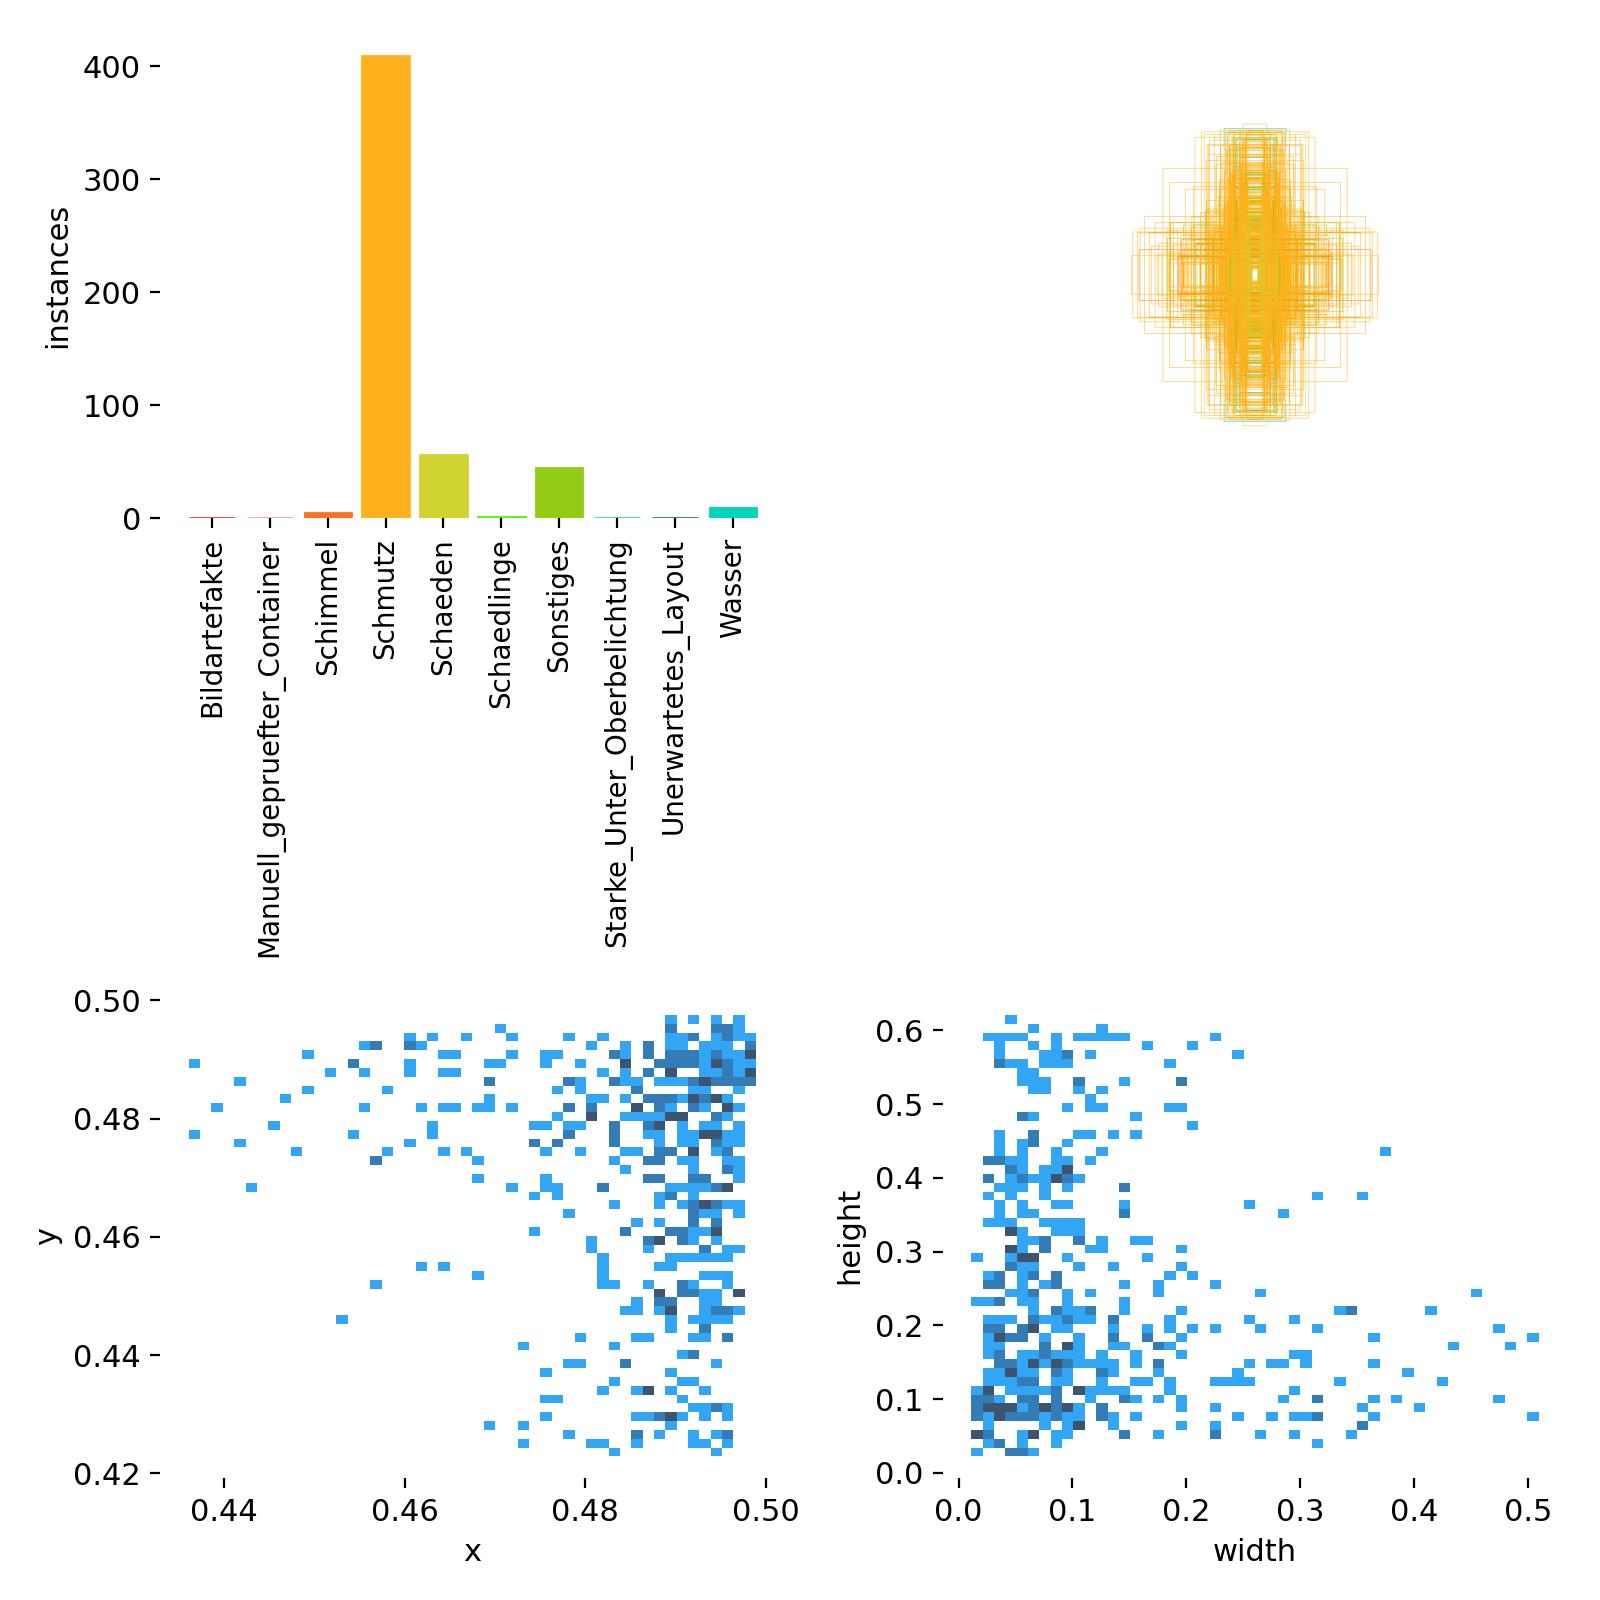 400
300
200
100
0
instances
Bildartefakte
Manuell_gepruefter_Container
Schimmel
Schmutz
Schaeden
Schaedlinge
Sonstiges
Starke_Unter_Oberbelichtung
Unerwartetes_Layout
Wasser
0.50
0.48
0.46
0.44
0.42
y
0.44 0.46 0.48 0.50
x
0.6
0.5
0.4
0.3
0.2
0.1
0.0
height
0.0 0.1 0.2 0.3 0.4 0.5
width